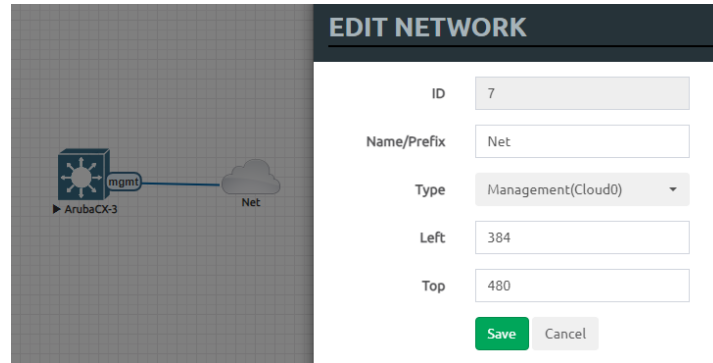 EDIT NETWORK
ID 7
Name/Prefix Net
Type Management(Cloud0)
Left 384
Top 480
Save Cancel
mgmt
ArubaCX-3
Net